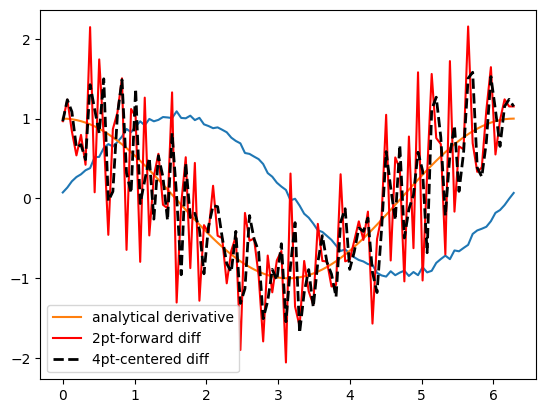 2
1
0
−1
−2
analytical derivative
2pt-forward diff
4pt-centered diff
0 1 2 3 4 5 6